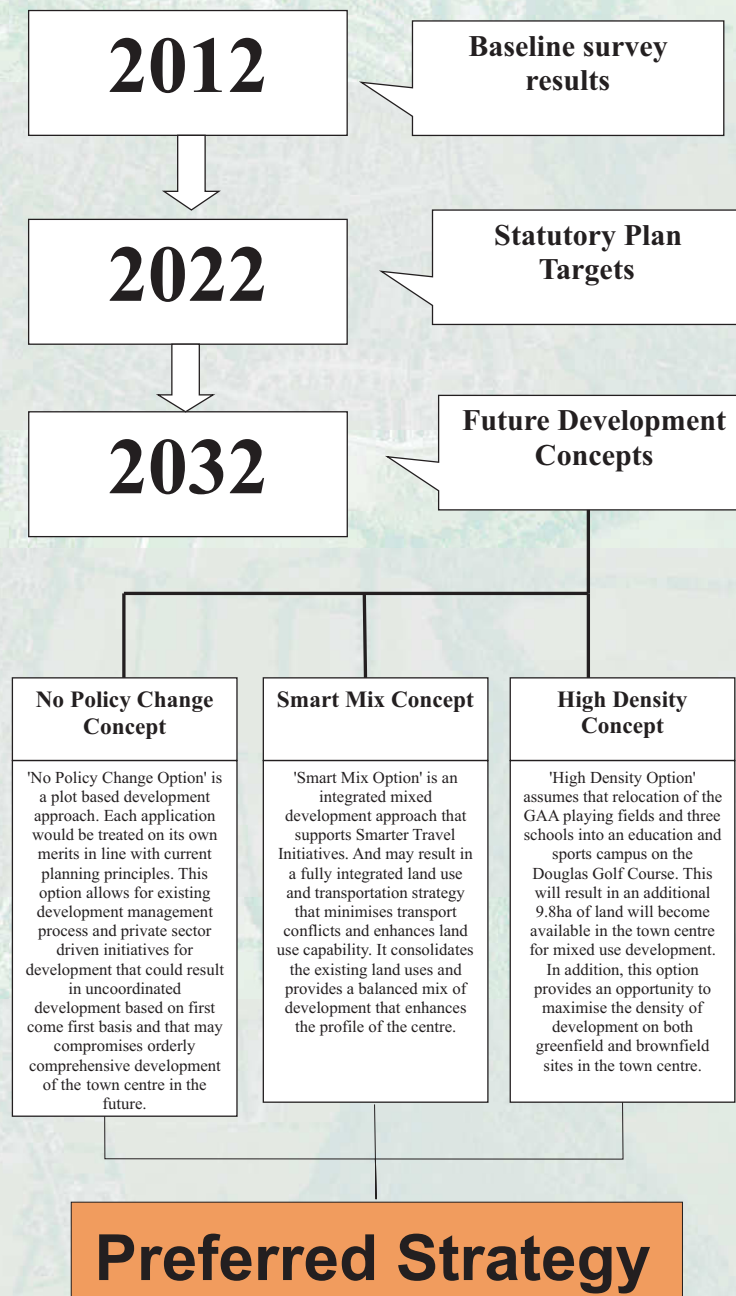 2012
Baseline survey
results
2022
Statutory Plan
Targets
2032
Future Development
Concepts
No Policy Change
Concept
'No Policy Change Option' is
a plot based development
approach. Each application
would be treated on its own
merits in line with current
planning principles. This
option allows for existing
development management
process and private sector
driven initiatives for
development that could result
in uncoordinated
development based on first
come first basis and that may
compromises orderly
comprehensive development
of the town centre in the
future.
Smart Mix Concept
'Smart Mix Option' is an
integrated mixed
development approach that
supports Smarter Travel
Initiatives. And may result in
a fully integrated land use
and transportation strategy
that minimises transport
conflicts and enhances land
use capability. It consolidates
the existing land uses and
provides a balanced mix of
development that enhances
the profile of the centre.
High Density
Concept
'High Density Option'
assumes that relocation of the
GAA playing fields and three
schools into an education and
sports campus on the
Douglas Golf Course. This
will result in an additional
9.8ha of land will become
available in the town centre
for mixed use development.
In addition, this option
provides an opportunity to
maximise the density of
development on both
greenfield and brownfield
sites in the town centre.
Preferred Strategy